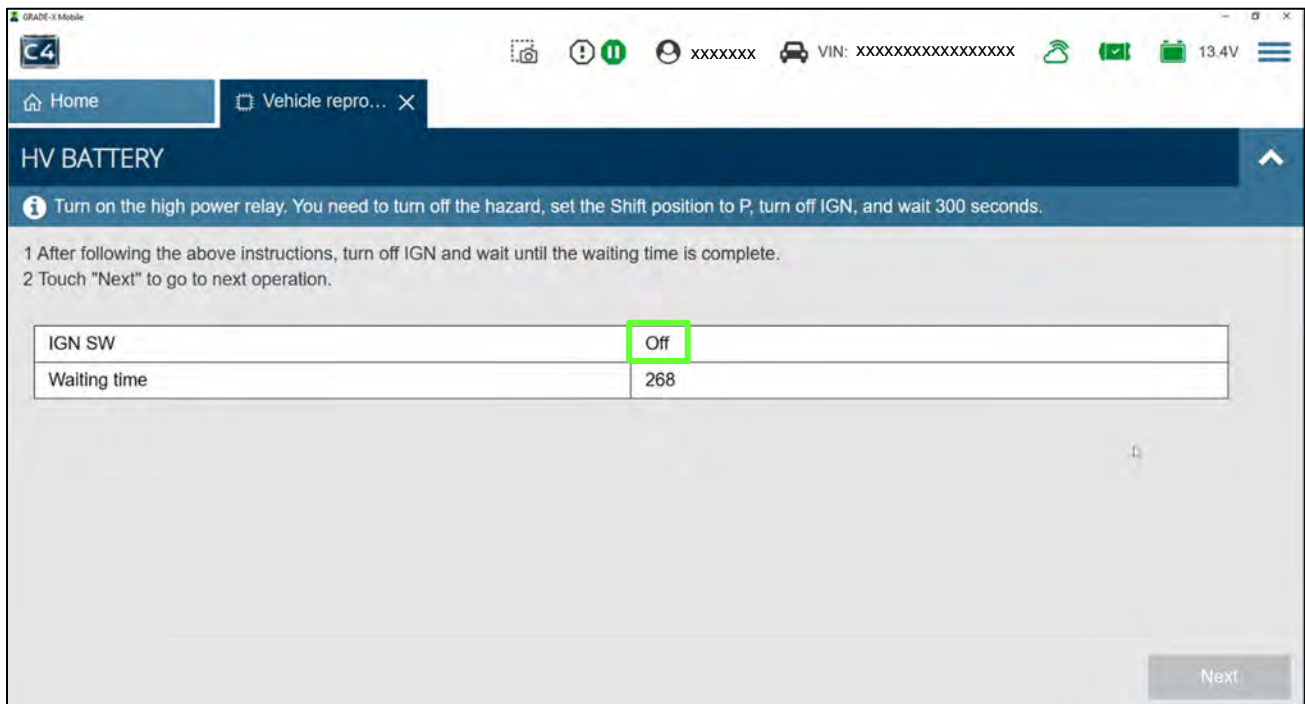 GRADE-X Mobile
C4
xxxxxxx VIN: xxxxxxxxxxxxxxxxx 13.4V
Home Vehicle repro...
HV BATTERY
Turn on the high power relay. You need to turn off the hazard, set the Shift position to P, turn off IGN, and wait 300 seconds.
1 After following the above instructions, turn off IGN and wait until the waiting time is complete.
2 Touch "Next" to go to next operation.
IGN SW Off
Waiting time 268
Next